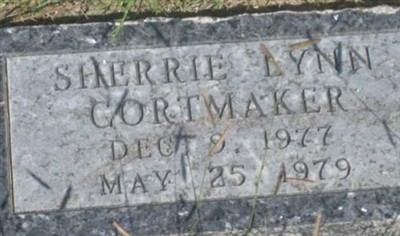 SHERRIE LYNN
CORTMAKER
DEC 8, 1977
MAY 25 1979